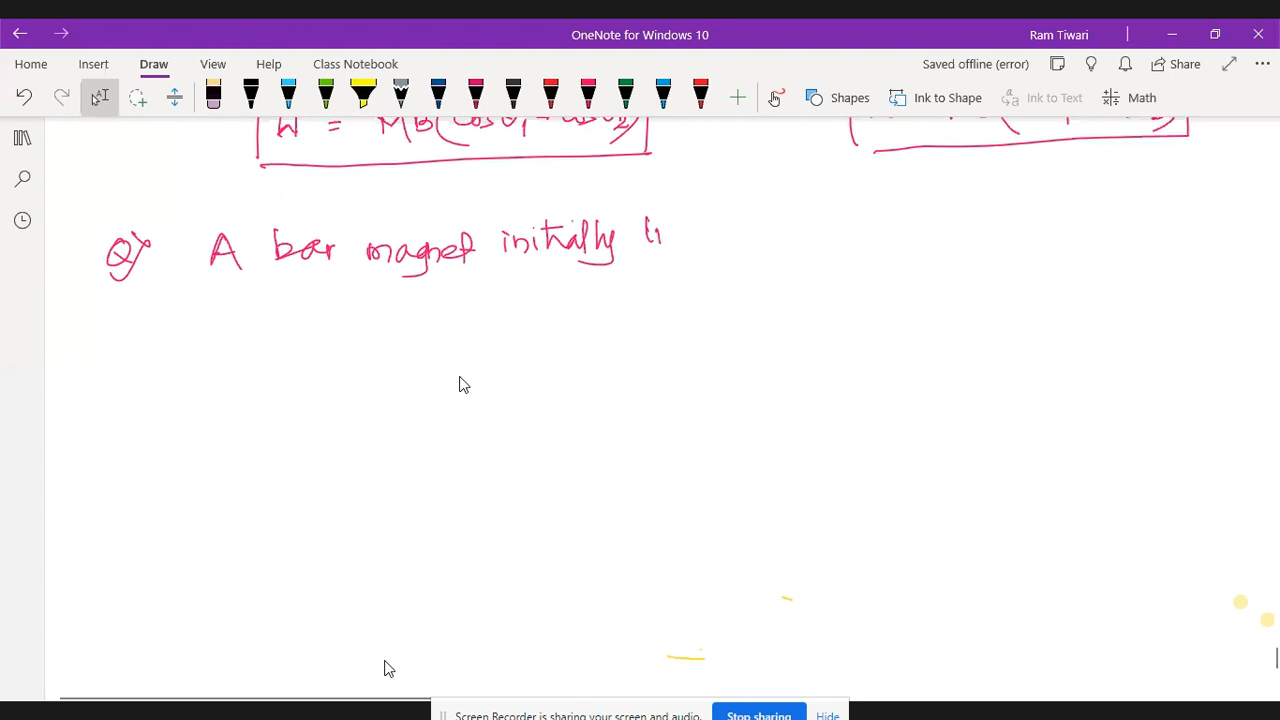 OneNote for Windows 10
Ram Tiwari
Home Insert Draw View Help Class Notebook
Saved offline (error) Share
Shapes Ink to Shape Ink to Text Math
W = MB(cosθ1 - cosθ2)
Q) A bar magnet initially
Screen Recorder is sharing your screen and audio. Stop sharing Hide